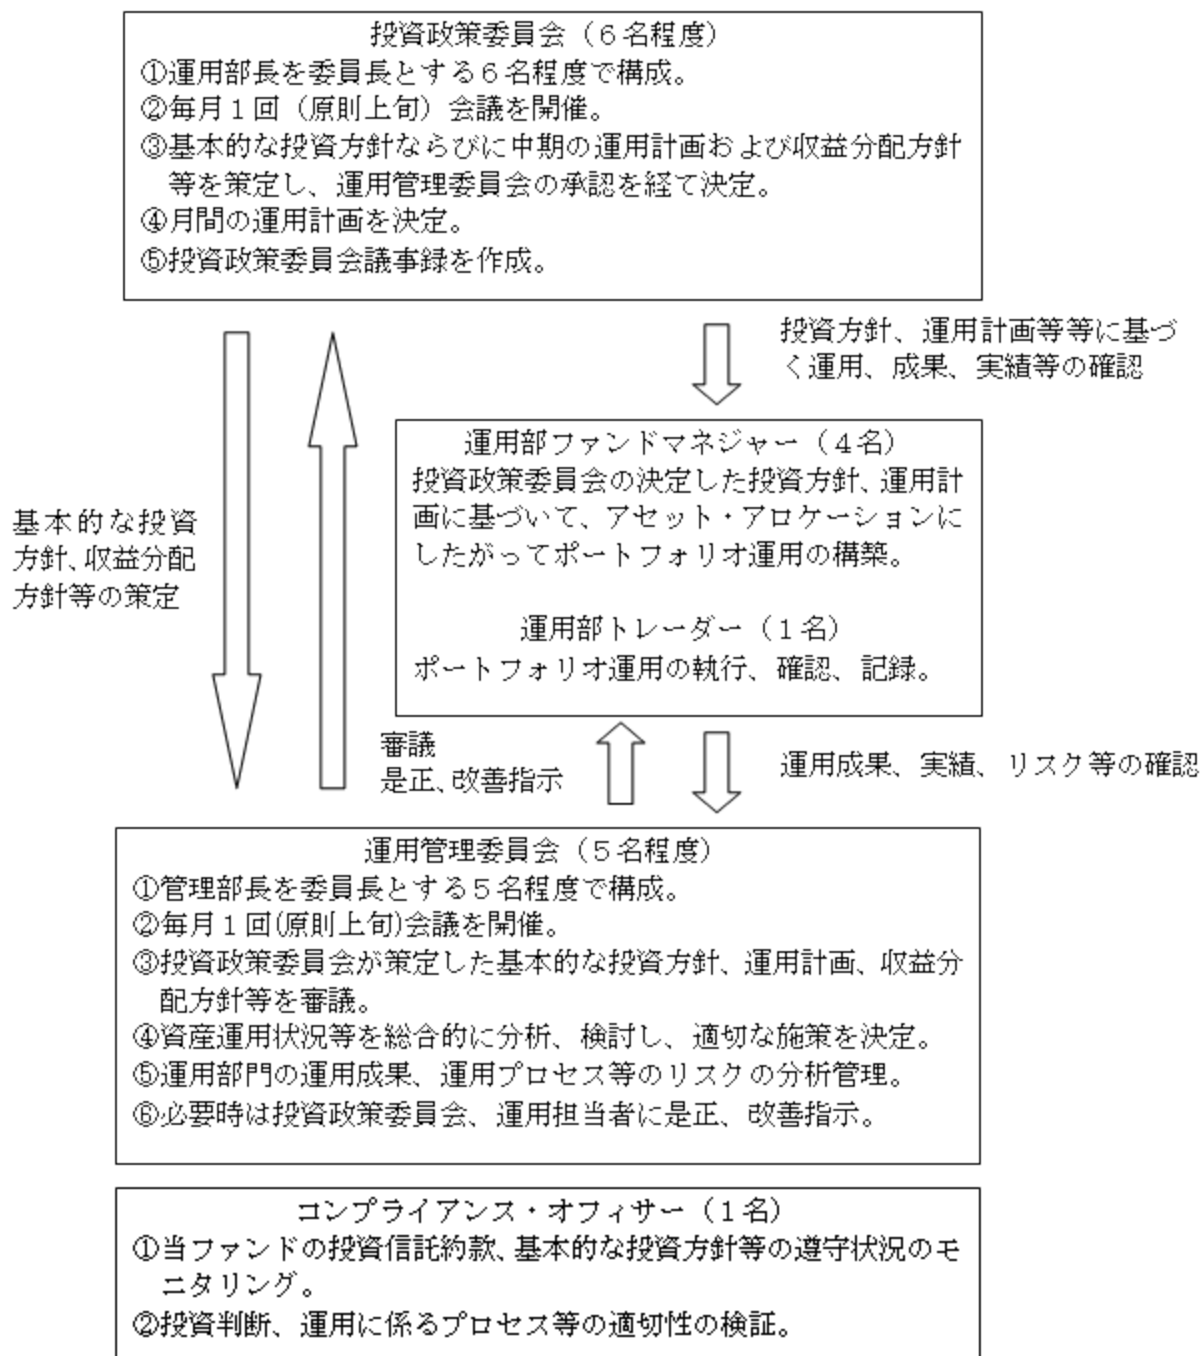 投資政策委員会（６名程度）
①運用部長を委員長とする６名程度で構成。
②毎月１回（原則上旬）会議を開催。
③基本的な投資方針ならびに中期の運用計画および収益分配方針
等を策定し、運用管理委員会の承認を経て決定。
④月間の運用計画を決定。
⑤投資政策委員会議事録を作成。
投資方針、運用計画等等に基づ
く運用、成果、実績等の確認
基本的な投資
方針、収益分配
方針等の策定
運用部ファンドマネジャー（４名）
投資政策委員会の決定した投資方針、運用計
画に基づいて、アセット・アロケーションに
したがってポートフォリオ運用の構築。
運用部トレーダー（１名）
ポートフォリオ運用の執行、確認、記録。
審議
是正、改善指示
運用成果、実績、リスク等の確認
運用管理委員会（５名程度）
①管理部長を委員長とする５名程度で構成。
②毎月１回(原則上旬)会議を開催。
③投資政策委員会が策定した基本的な投資方針、運用計画、収益分
配方針等を審議。
④資産運用状況等を総合的に分析、検討し、適切な施策を決定。
⑤運用部門の運用成果、運用プロセス等のリスクの分析管理。
⑥必要時は投資政策委員会、運用担当者に是正、改善指示。
コンプライアンス・オフィサー（１名）
①当ファンドの投資信託約款、基本的な投資方針等の遵守状況のモ
ニタリング。
②投資判断、運用に係るプロセス等の適切性の検証。